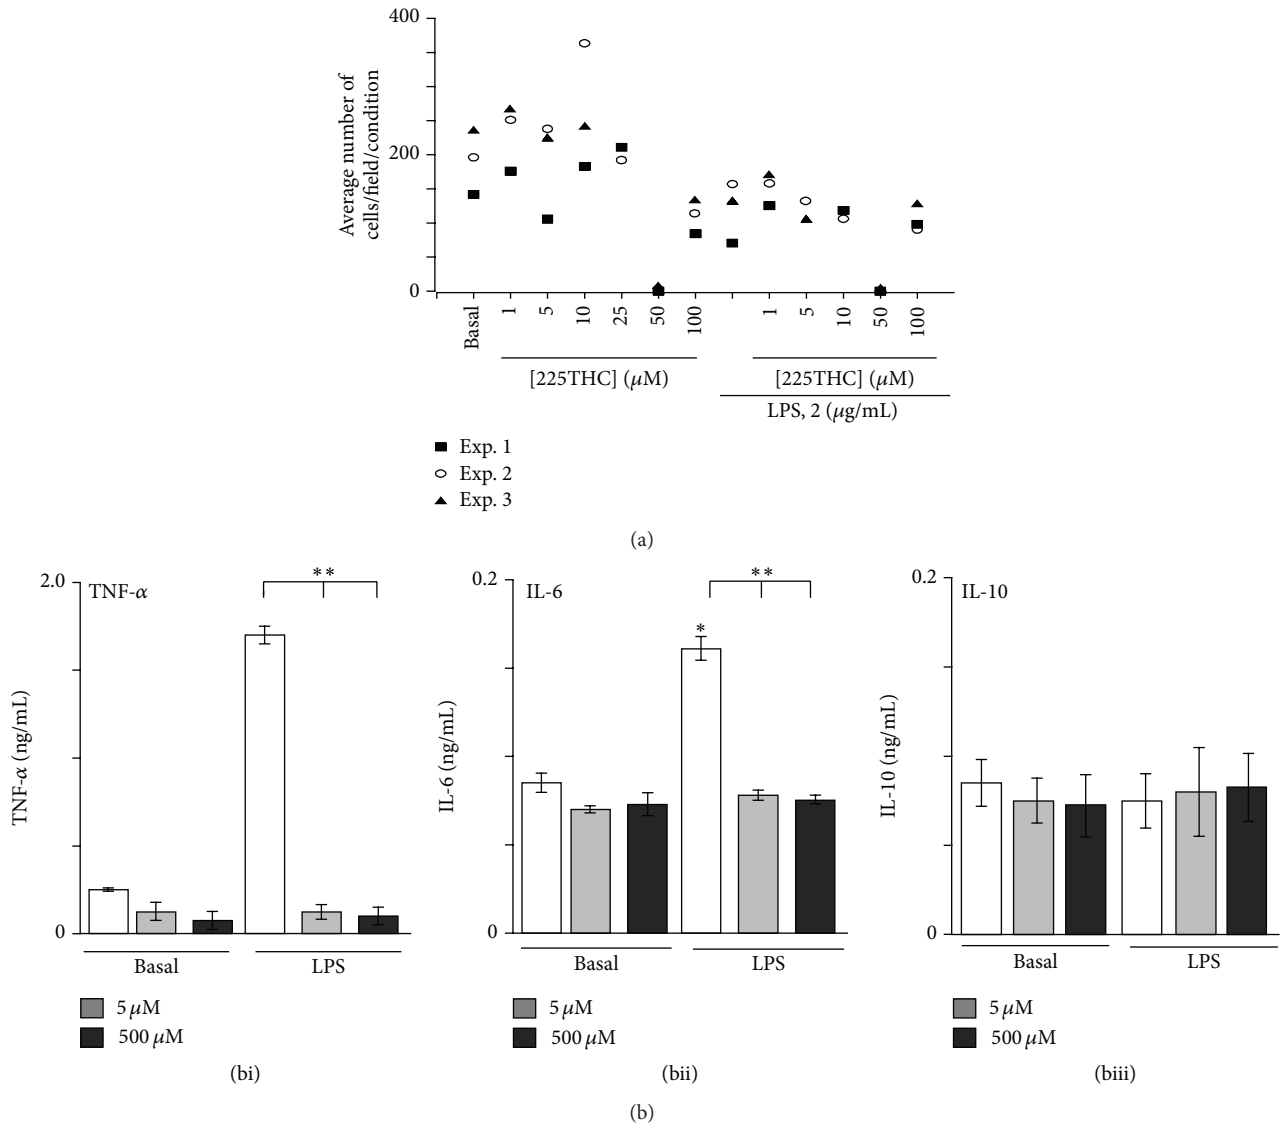 400
200
0
Average number of
cells/field/condition
Basal
1
5
10
25
50
100
1
5
10
50
100
[225THC] (μM)
[225THC] (μM)
LPS, 2 (μg/mL)
Exp. 1
Exp. 2
Exp. 3
(a)
2.0
TNF-α
**
TNF-α (ng/mL)
0
Basal
LPS
5 μM
500 μM
(bi)
0.2
IL-6
**
*
IL-6 (ng/mL)
0
Basal
LPS
5 μM
500 μM
(bii)
0.2
IL-10
IL-10 (ng/mL)
0
Basal
LPS
5 μM
500 μM
(biii)
(b)